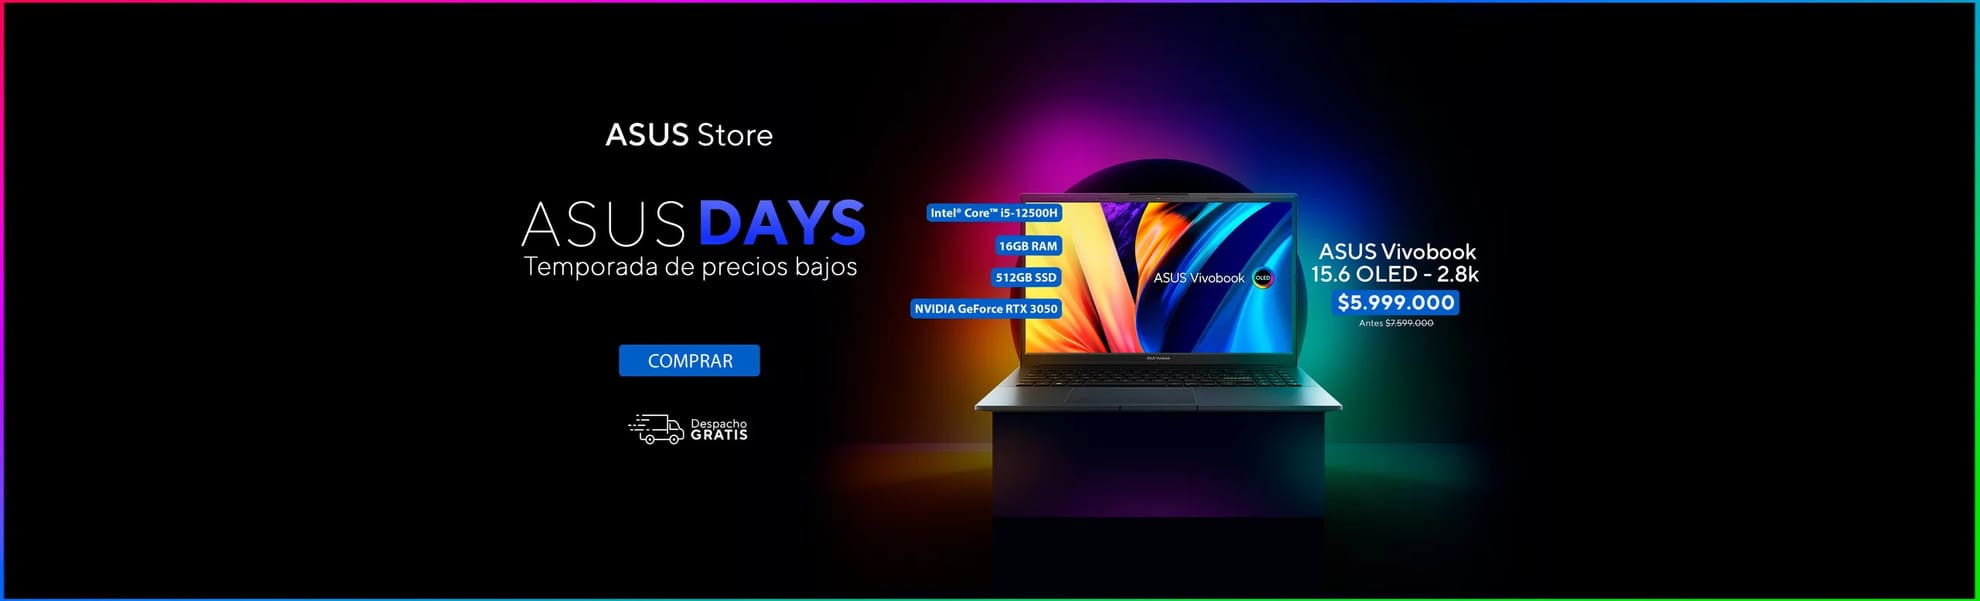 ASUS Store
ASUS DAYS
Temporada de precios bajos
COMPRAR
Despacho
GRATIS
Intel® Core™ i5-12500H
16GB RAM
512GB SSD
NVIDIA GeForce RTX 3050
ASUS Vivobook OLED
ASUS Vivobook
ASUS Vivobook
15.6 OLED - 2.8k
$5.999.000
Antes $7.599.000